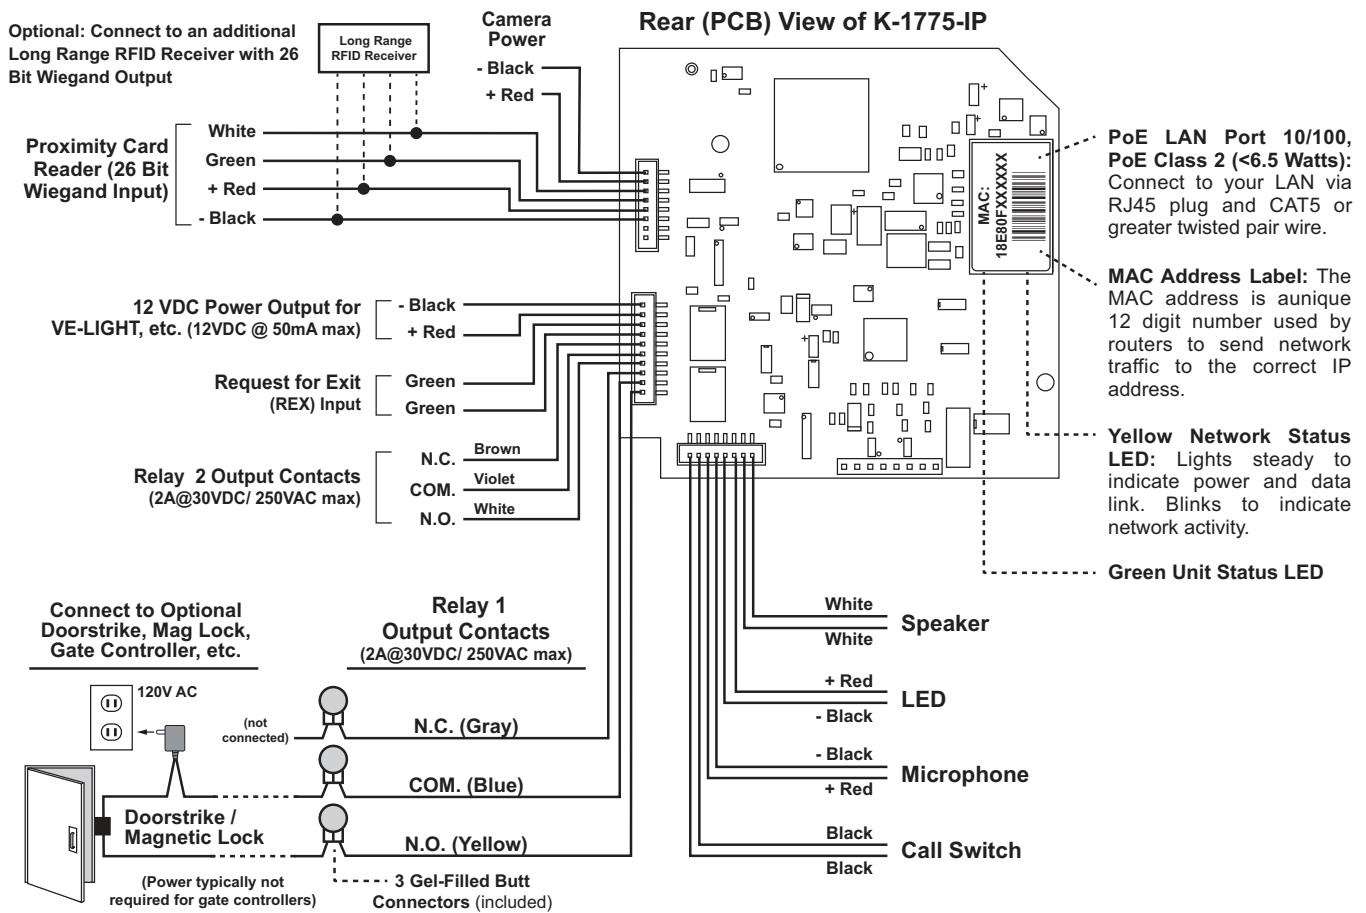 Rear (PCB) View of K-1775-IP
Optional: Connect to an additional
Long Range RFID Receiver with 26
Bit Wiegand Output
Long Range
RFID Receiver
Camera
Power
- Black
+ Red
Proximity Card
Reader (26 Bit
Wiegand Input)
White
Green
+ Red
- Black
12 VDC Power Output for
VE-LIGHT, etc. (12VDC @ 50mA max)
- Black
+ Red
Request for Exit
(REX) Input
Green
Green
Relay 2 Output Contacts
(2A@30VDC/ 250VAC max)
N.C.
Brown
COM.
Violet
N.O.
White
MAC:
18E80FXXXXXX
+
+
+
+
PoE LAN Port 10/100,
PoE Class 2 (<6.5 Watts):
Connect to your LAN via
RJ45 plug and CAT5 or
greater twisted pair wire.
MAC Address Label: The
MAC address is aunique
12 digit number used by
routers to send network
traffic to the correct IP
address.
Yellow Network Status
LED: Lights steady to
indicate power and data
link. Blinks to indicate
network activity.
Green Unit Status LED
Connect to Optional
Doorstrike, Mag Lock,
Gate Controller, etc.
Relay 1
Output Contacts
(2A@30VDC/ 250VAC max)
120V AC
(not
connected)
N.C. (Gray)
COM. (Blue)
Doorstrike /
Magnetic Lock
N.O. (Yellow)
(Power typically not
required for gate controllers)
3 Gel-Filled Butt
Connectors (included)
White
White
Speaker
+ Red
- Black
LED
- Black
+ Red
Microphone
Black
Black
Call Switch